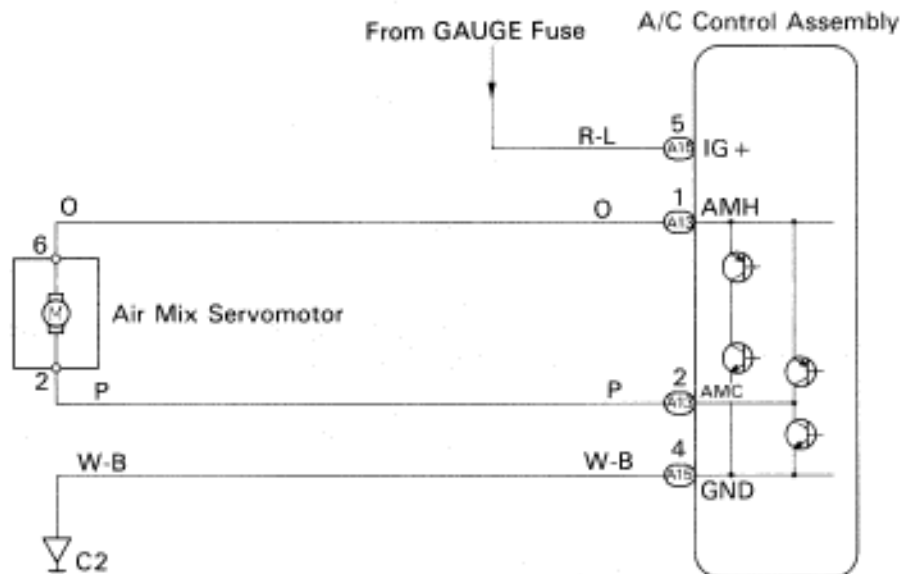 From GAUGE Fuse
A/C Control Assembly
5
R-L
A15
IG +
1
O
O
A13
AMH
6
M
Air Mix Servomotor
2
P
P
2
A13
AMC
4
W-B
W-B
A15
GND
C2